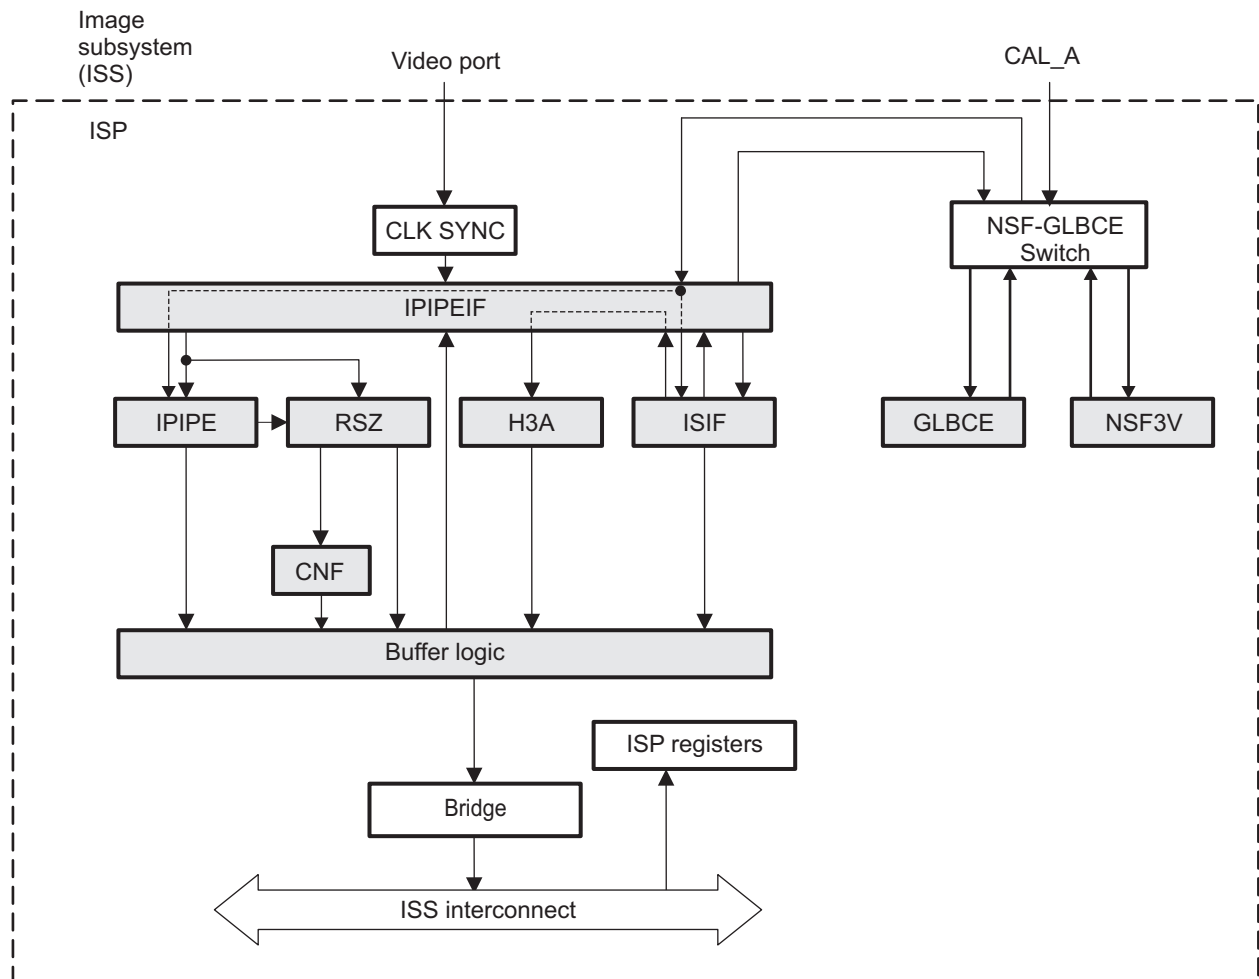 Image
subsystem
(ISS)
Video port
CAL_A
ISP
CLK SYNC
NSF-GLBCE
Switch
IPIPEIF
IPIPE
RSZ
H3A
ISIF
GLBCE
NSF3V
CNF
Buffer logic
ISP registers
Bridge
ISS interconnect